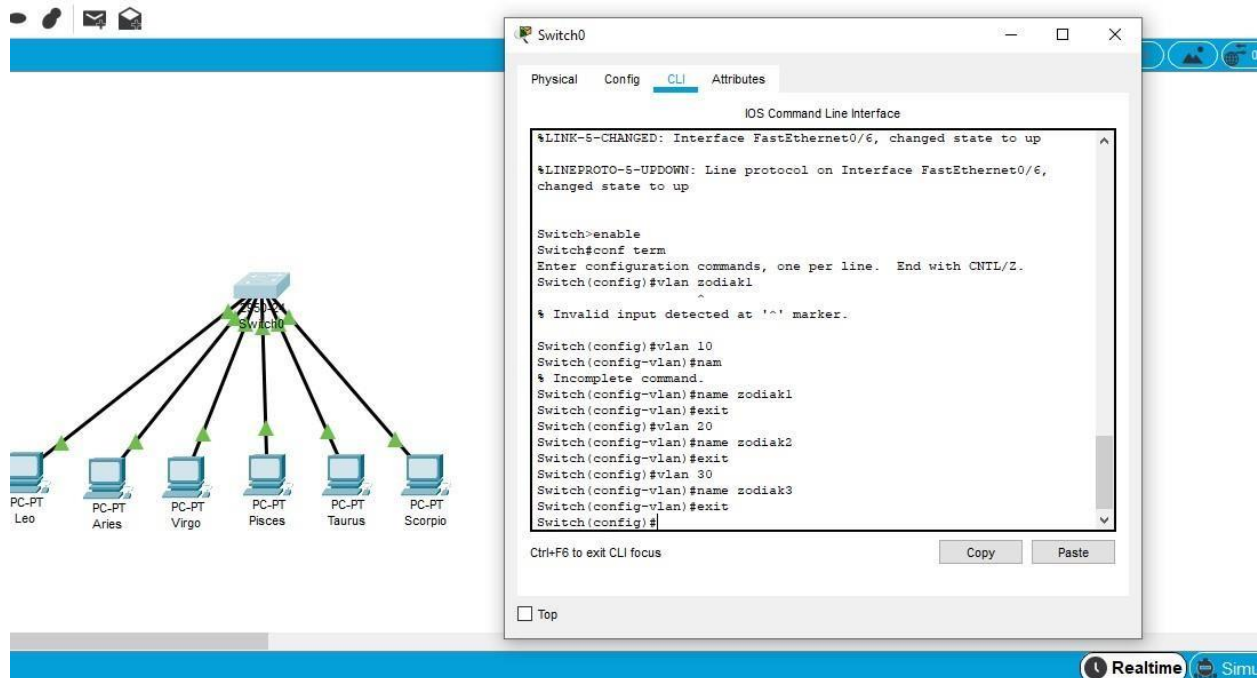 Switch0
Physical Config CLI Attributes
IOS Command Line Interface
%LINK-5-CHANGED: Interface FastEthernet0/6, changed state to up
%LINEPROTO-5-UPDOWN: Line protocol on Interface FastEthernet0/6,
changed state to up
Switch>enable
Switch#conf term
Enter configuration commands, one per line.  End with CNTL/Z.
Switch(config)#vlan zodiak1
^
% Invalid input detected at '^' marker.
Switch(config)#vlan 10
Switch(config-vlan)#nam
% Incomplete command.
Switch(config-vlan)#name zodiak1
Switch(config-vlan)#exit
Switch(config)#vlan 20
Switch(config-vlan)#name zodiak2
Switch(config-vlan)#exit
Switch(config)#vlan 30
Switch(config-vlan)#name zodiak3
Switch(config-vlan)#exit
Switch(config)#
Ctrl+F6 to exit CLI focus
Copy Paste
Top
Switch0
PC-PT
Leo
PC-PT
Aries
PC-PT
Virgo
PC-PT
Pisces
PC-PT
Taurus
PC-PT
Scorpio
Realtime
Simu